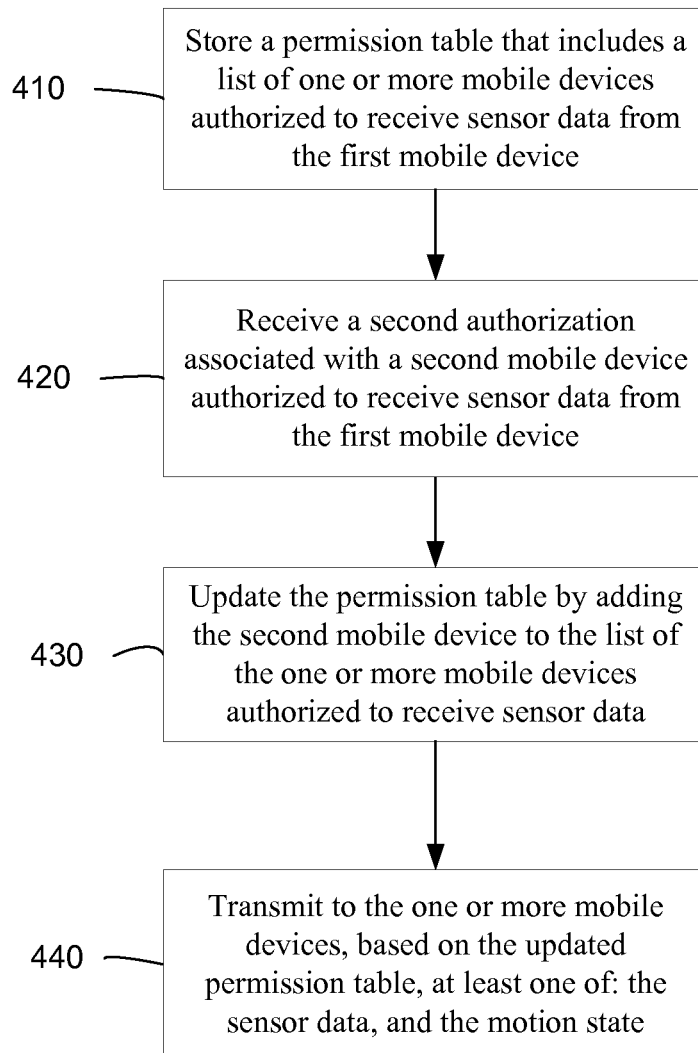 410
Store a permission table that includes a
list of one or more mobile devices
authorized to receive sensor data from
the first mobile device
420
Receive a second authorization
associated with a second mobile device
authorized to receive sensor data from
the first mobile device
430
Update the permission table by adding
the second mobile device to the list of
the one or more mobile devices
authorized to receive sensor data
440
Transmit to the one or more mobile
devices, based on the updated
permission table, at least one of: the
sensor data, and the motion state